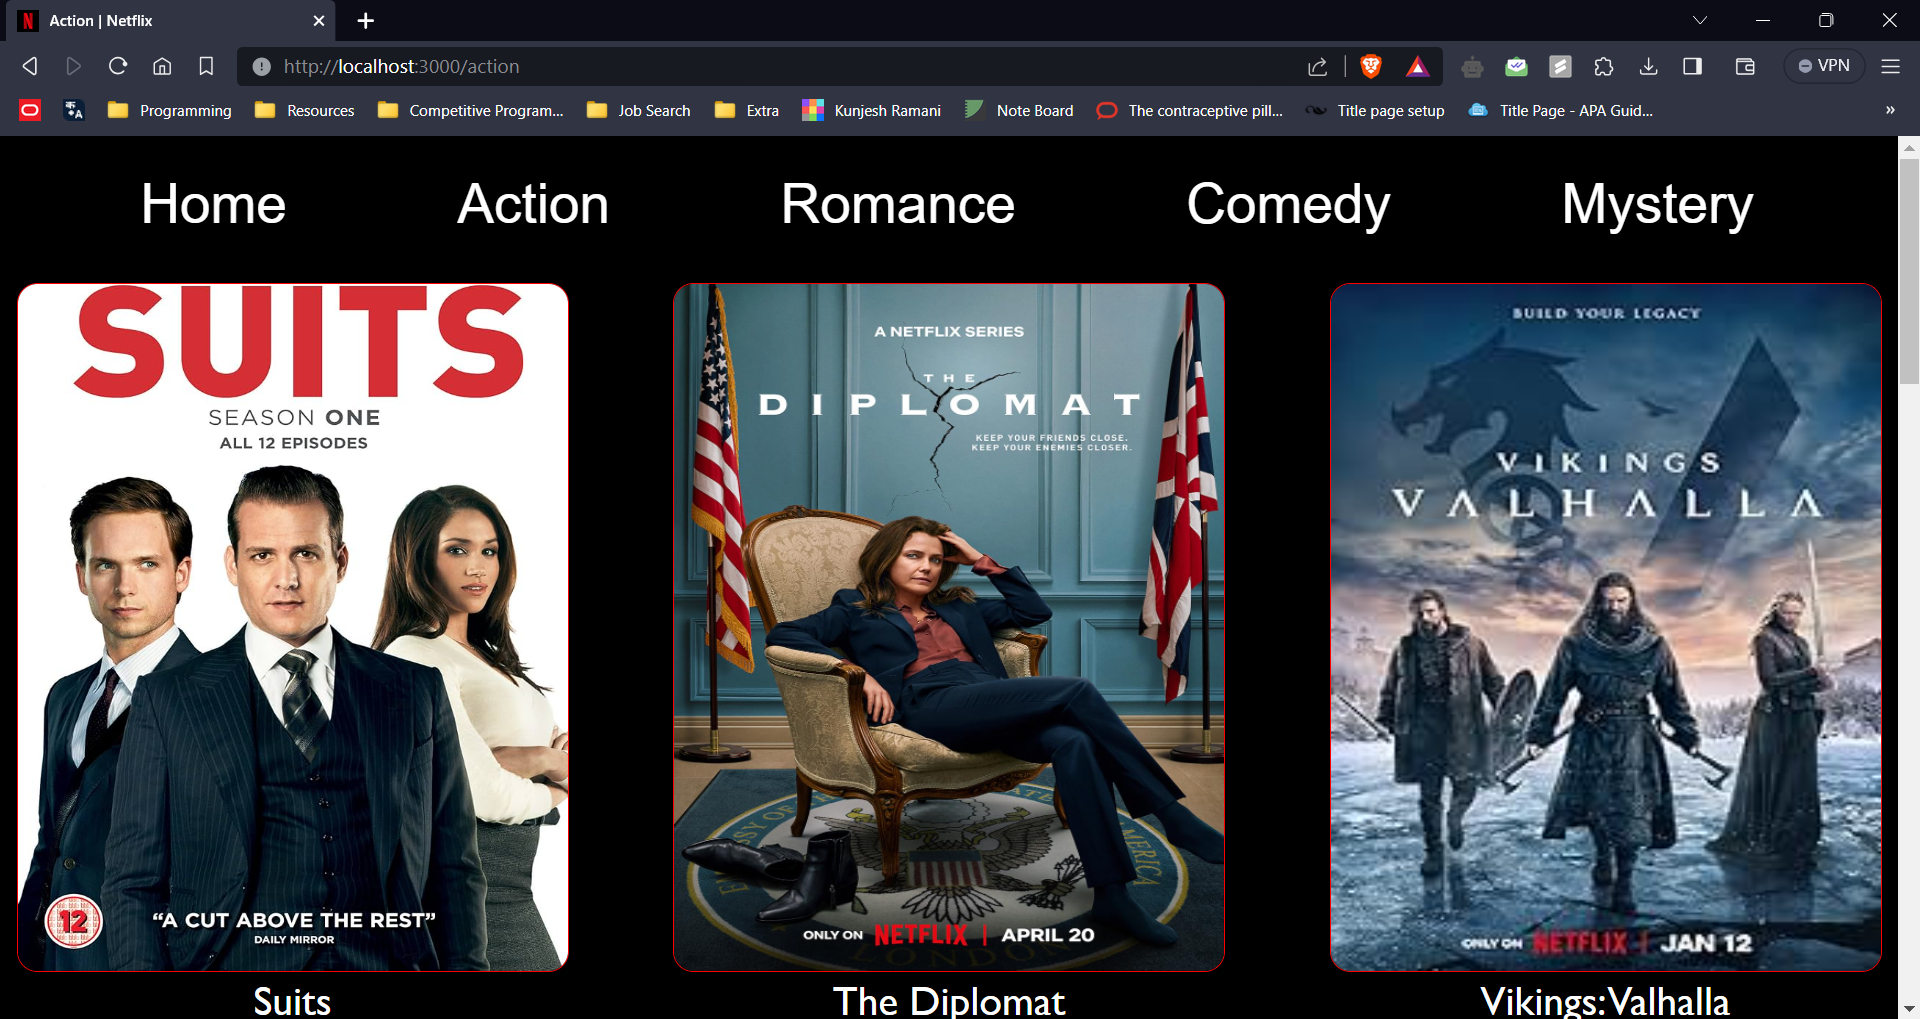 Action | Netflix
http://localhost:3000/action
VPN
Programming
Resources
Competitive Program...
Job Search
Extra
Kunjesh Ramani
Note Board
The contraceptive pill...
Title page setup
Title Page - APA Guid...
»
Home
Action
Romance
Comedy
Mystery
SUITS
SEASON ONE
ALL 12 EPISODES
12
“A CUT ABOVE THE REST”
DAILY MIRROR
Suits
A NETFLIX SERIES
THE
DIPLOMAT
KEEP YOUR FRIENDS CLOSE.
KEEP YOUR ENEMIES CLOSER.
ONLY ON NETFLIX | APRIL 20
LONDON
The Diplomat
BUILD YOUR LEGACY
VIKINGS
VALHALLA
ONLY ON NETFLIX | JAN 12
Vikings:Valhalla